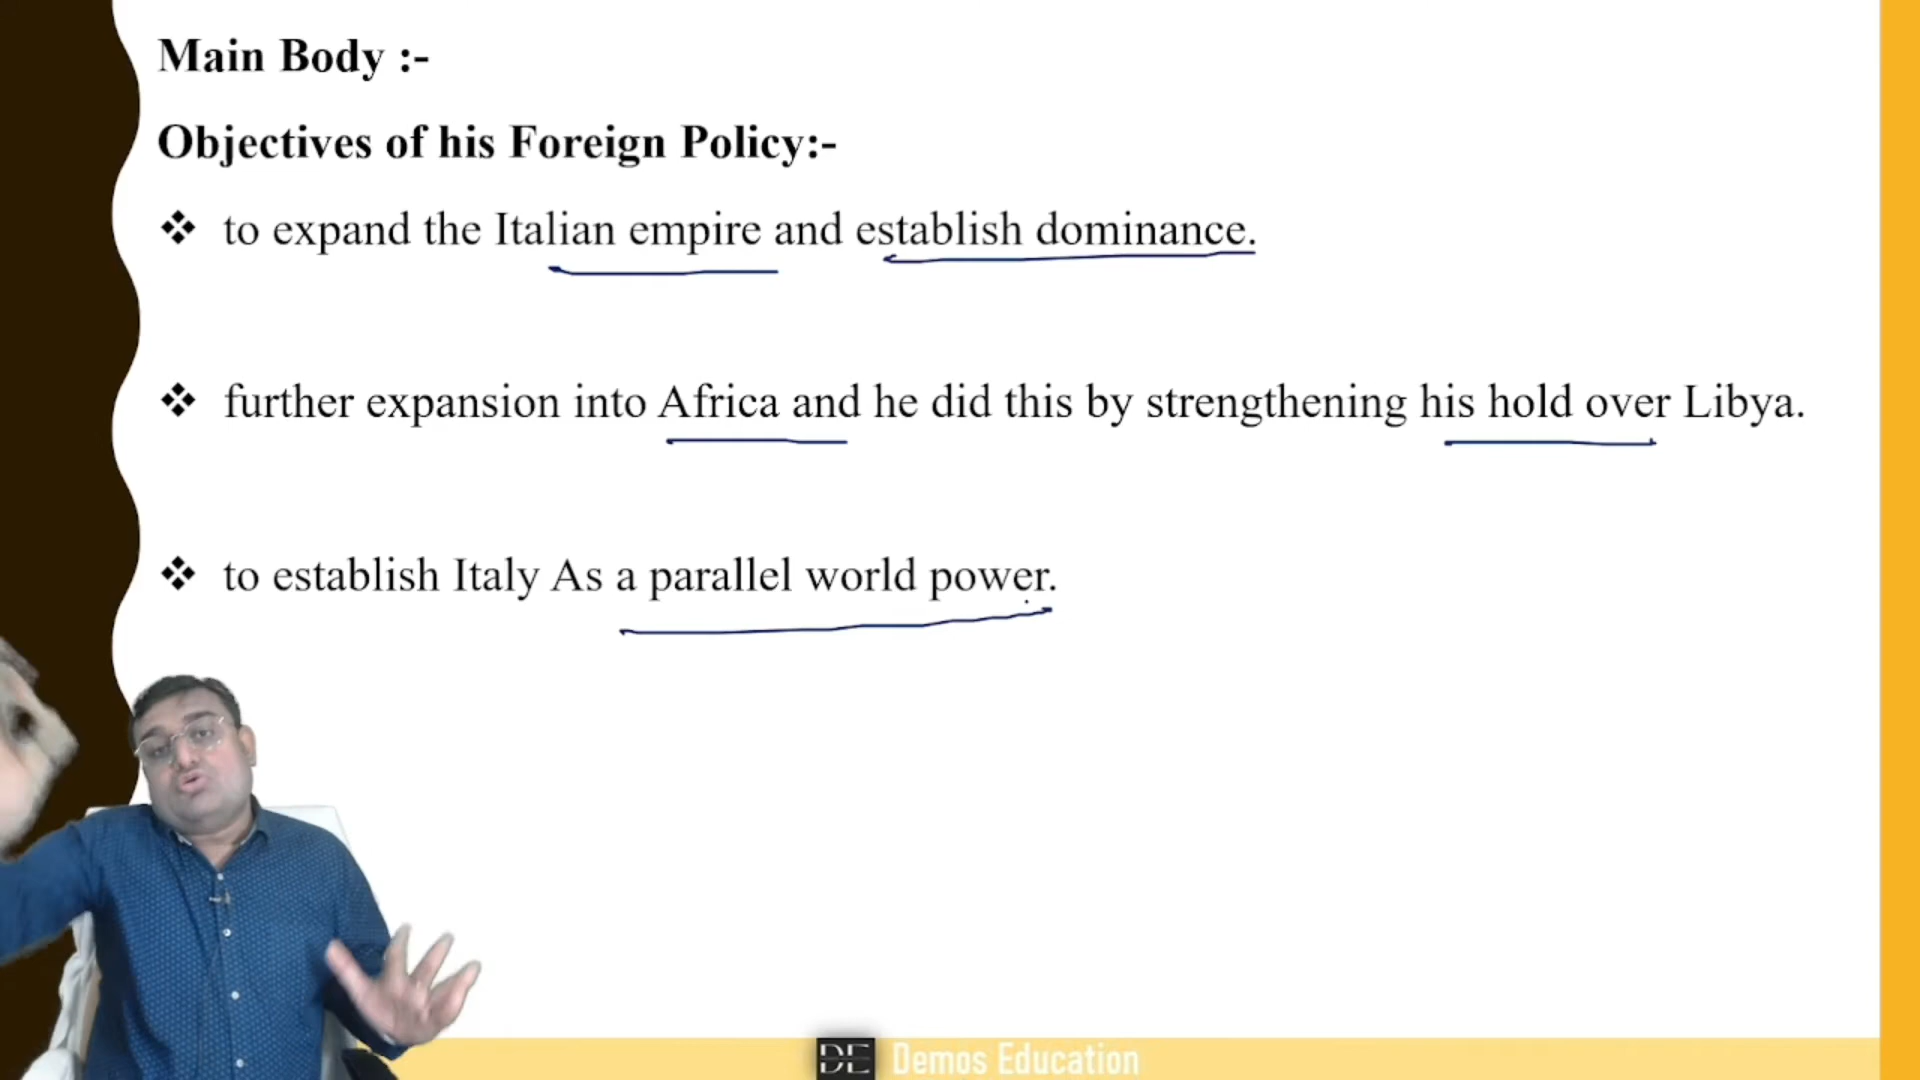 Main Body :-
Objectives of his Foreign Policy:-
❖ to expand the Italian empire and establish dominance.
❖ further expansion into Africa and he did this by strengthening his hold over Libya.
❖ to establish Italy As a parallel world power.
DE Demos Education